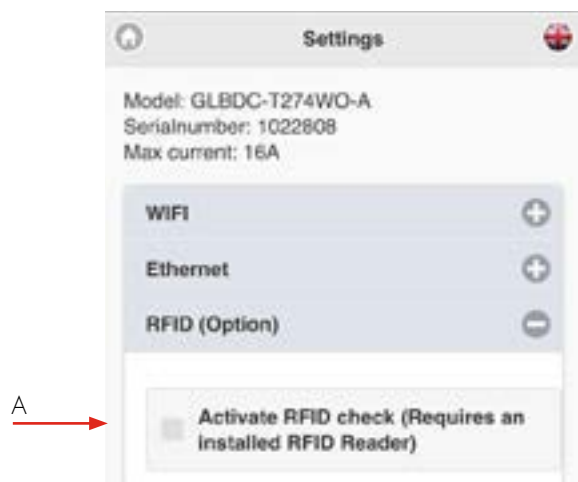 Settings
Model: GLBDC-T274WO-A
Serialnumber: 1022808
Max current: 16A
WIFI
Ethernet
RFID (Option)
A
Activate RFID check (Requires an
installed RFID Reader)